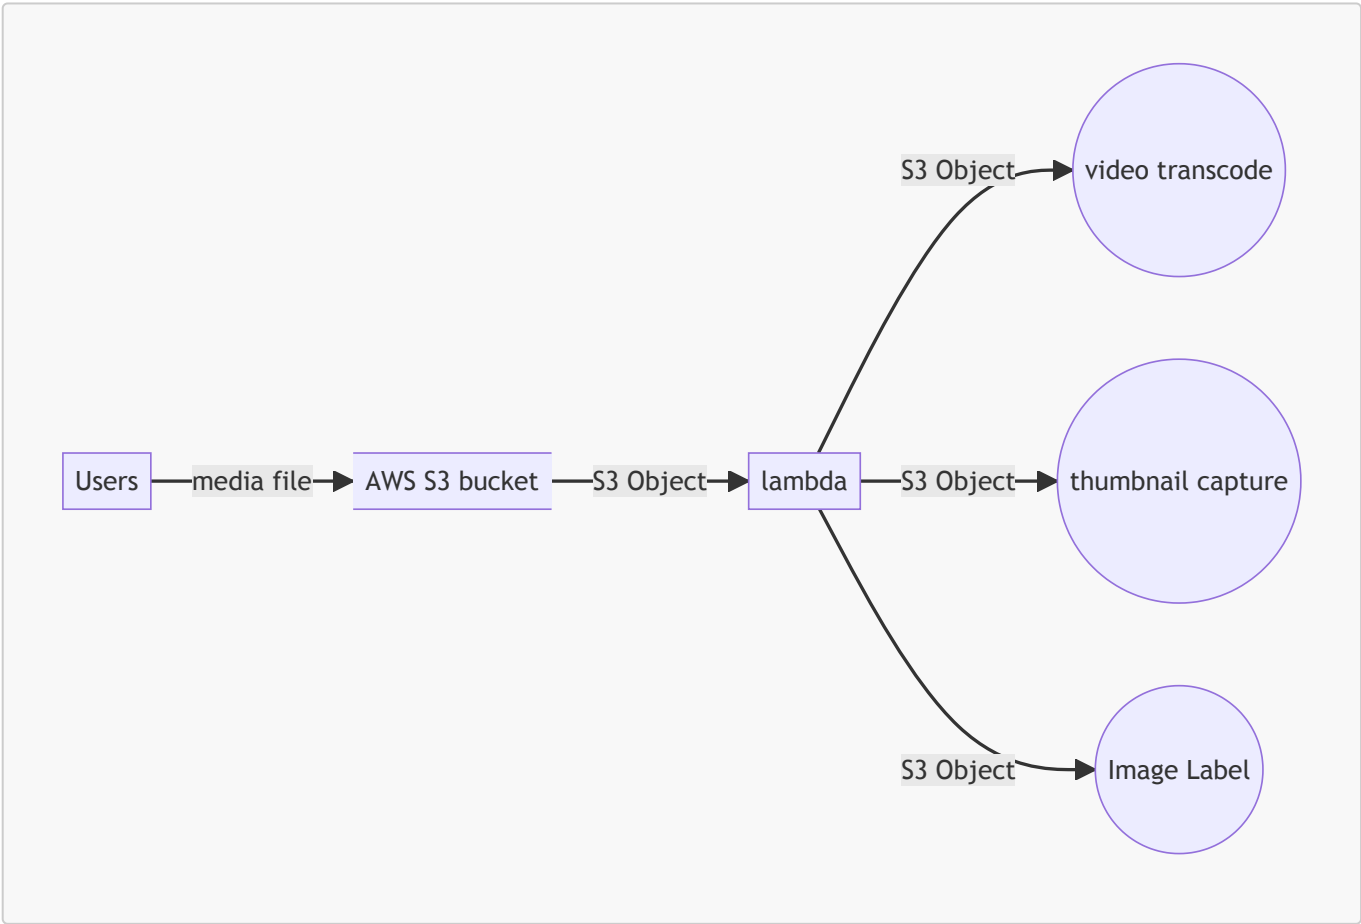 Users
media file
AWS S3 bucket
S3 Object
lambda
S3 Object
video transcode
S3 Object
thumbnail capture
S3 Object
Image Label